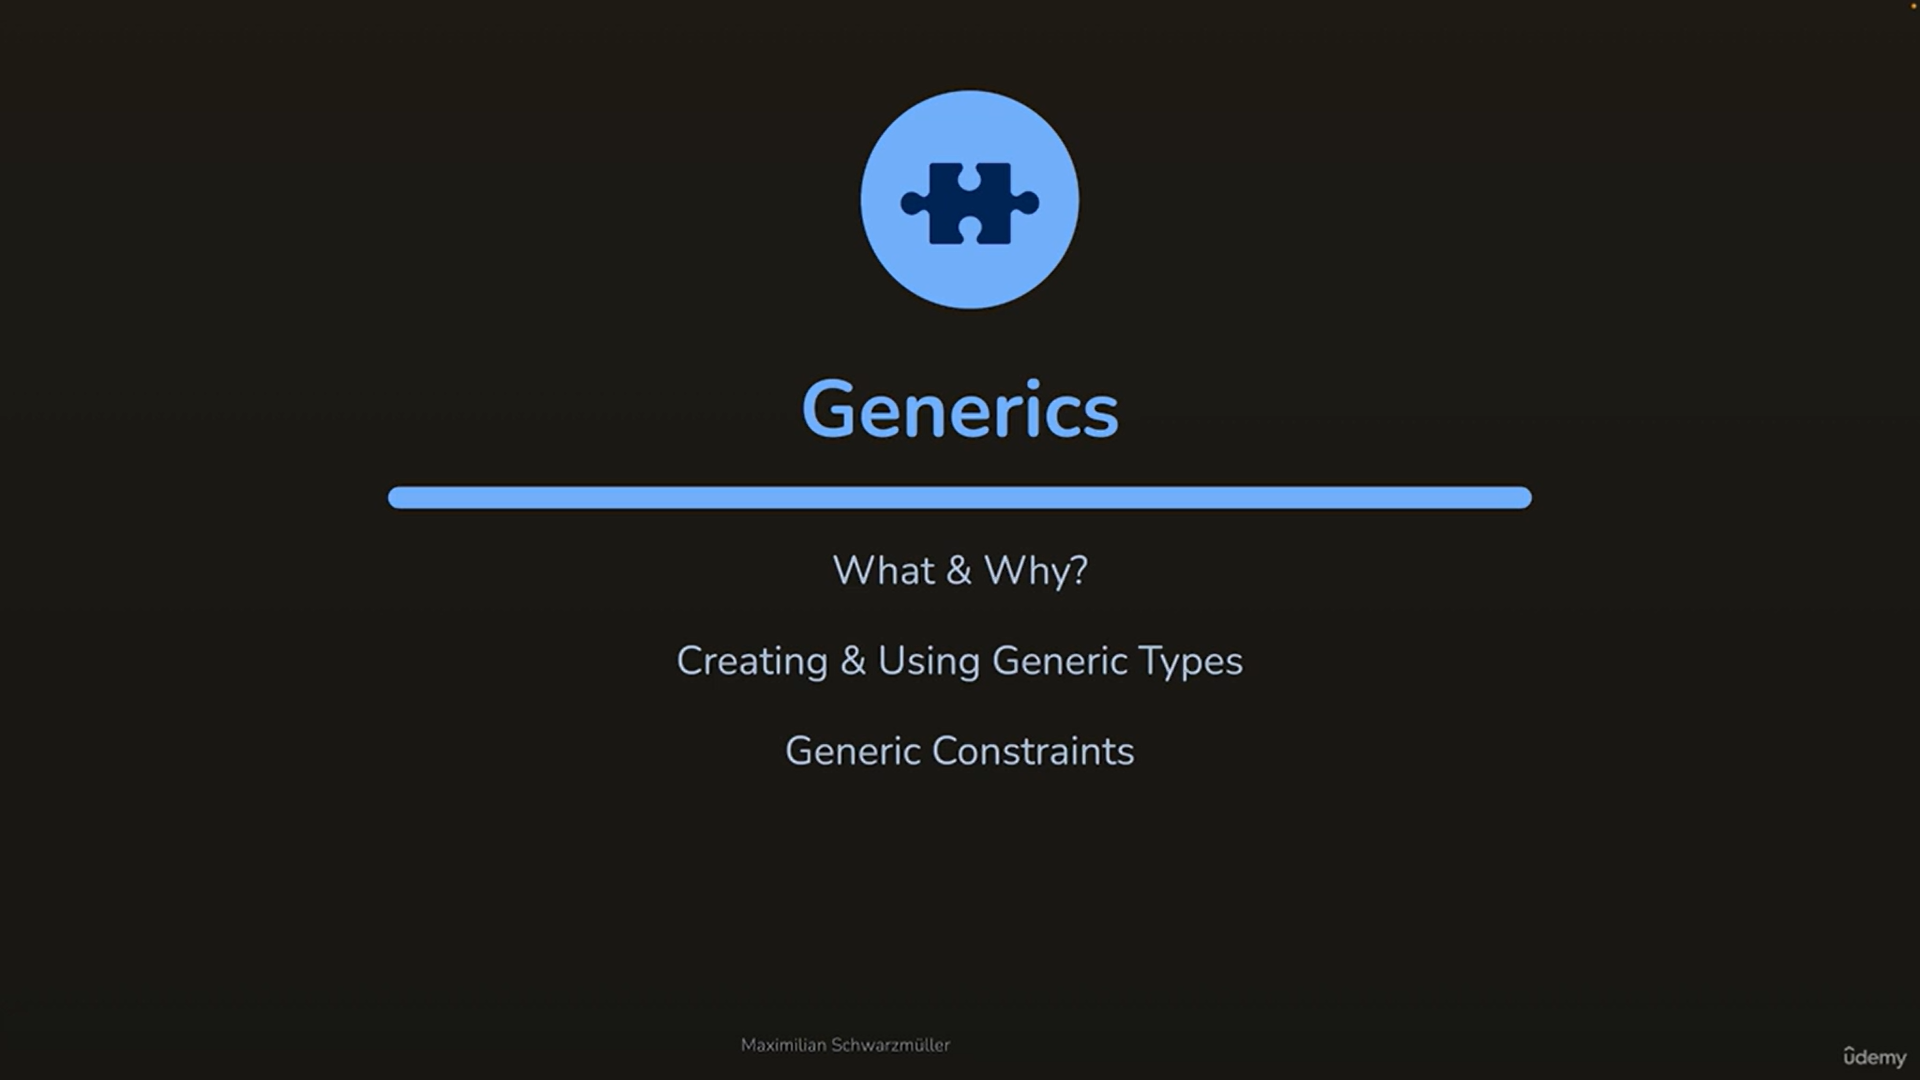 Generics
What & Why?
Creating & Using Generic Types
Generic Constraints
Maximilian Schwarzmüller
ûdemy